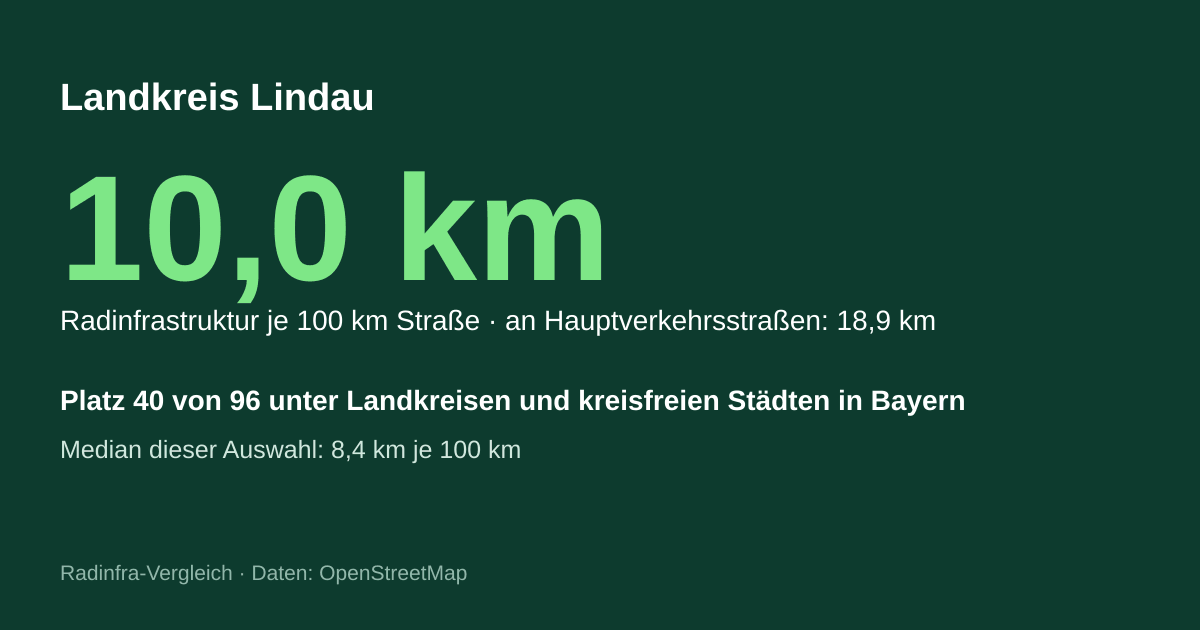 Landkreis Lindau
10,0 km
Radinfrastruktur je 100 km Straße · an Hauptverkehrsstraßen: 18,9 km
Platz 40 von 96 unter Landkreisen und kreisfreien Städten in Bayern
Median dieser Auswahl: 8,4 km je 100 km
Radinfra-Vergleich · Daten: OpenStreetMap